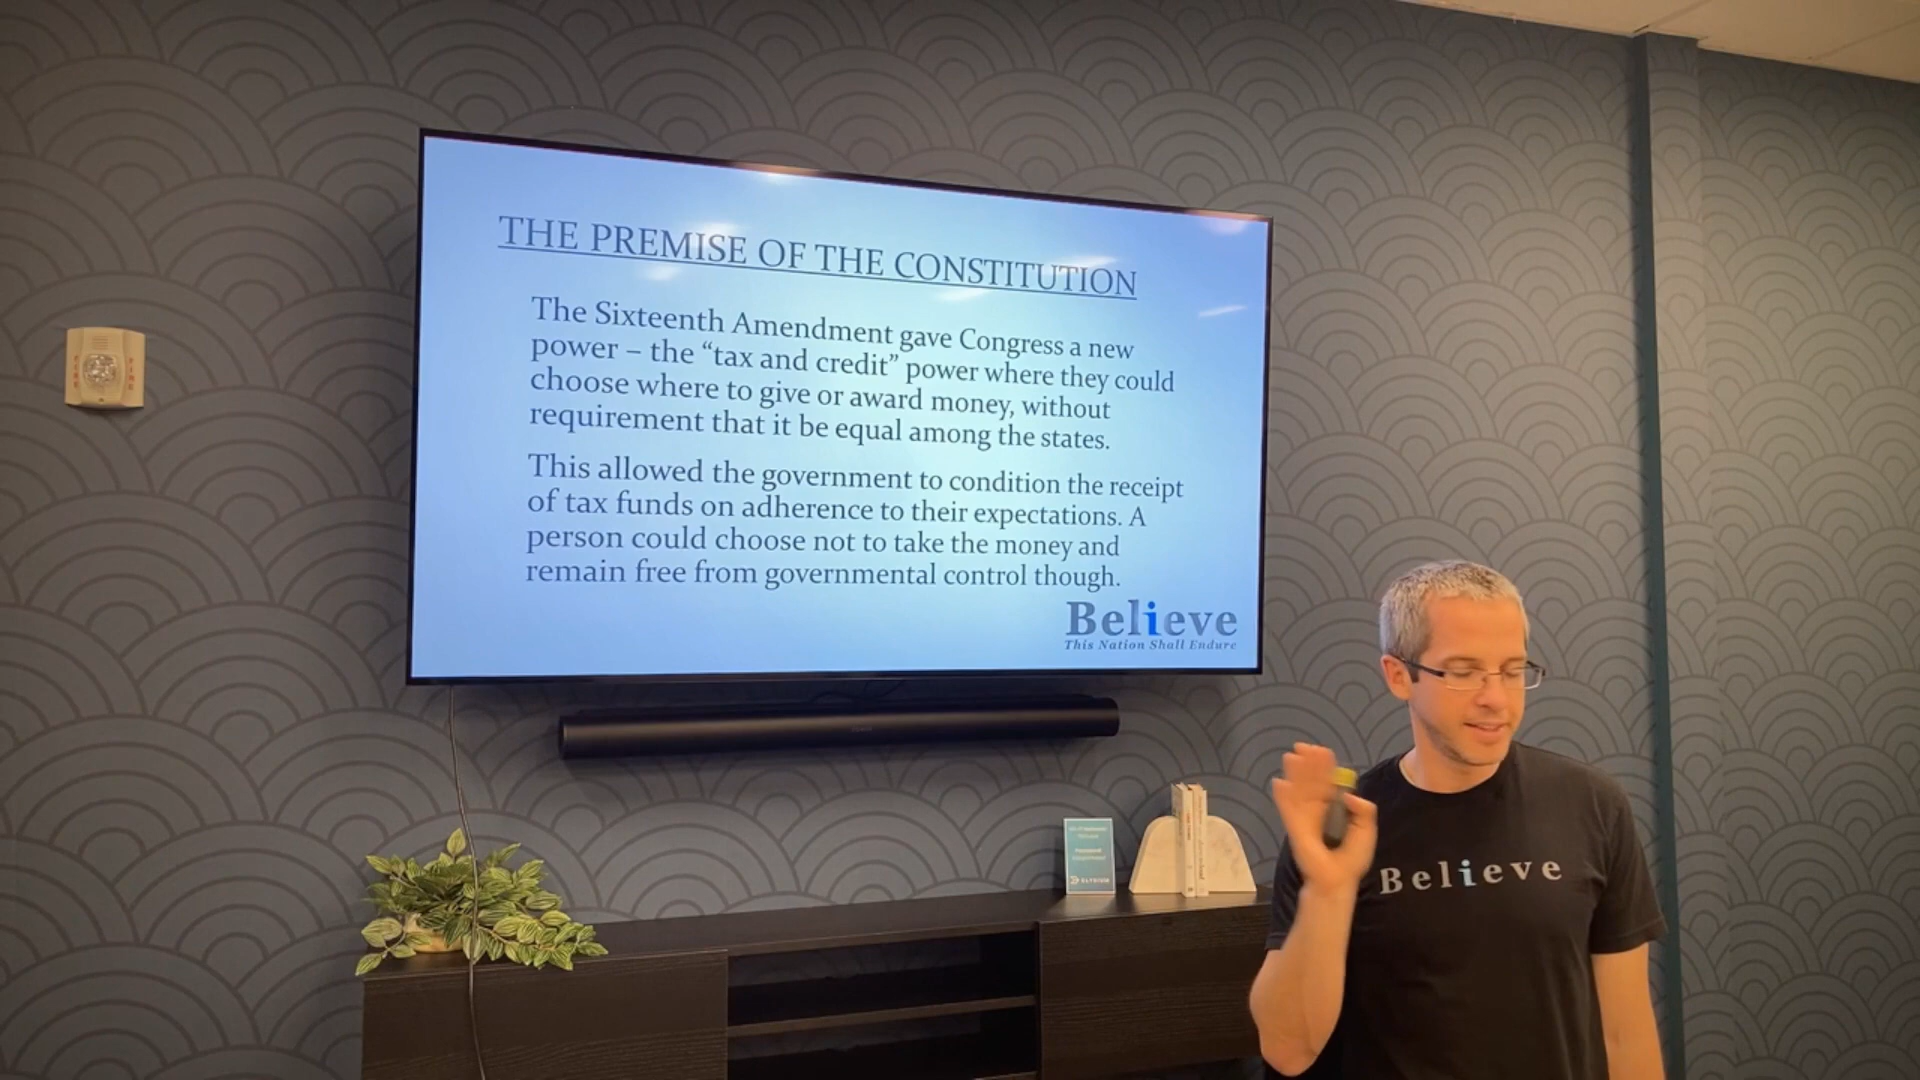 THE PREMISE OF THE CONSTITUTION
The Sixteenth Amendment gave Congress a new
power – the “tax and credit” power where they could
choose where to give or award money, without
requirement that it be equal among the states.
This allowed the government to condition the receipt
of tax funds on adherence to their expectations. A
person could choose not to take the money and
remain free from governmental control though.
Believe
This Nation Shall Endure
FIRE
FIRE
Believe